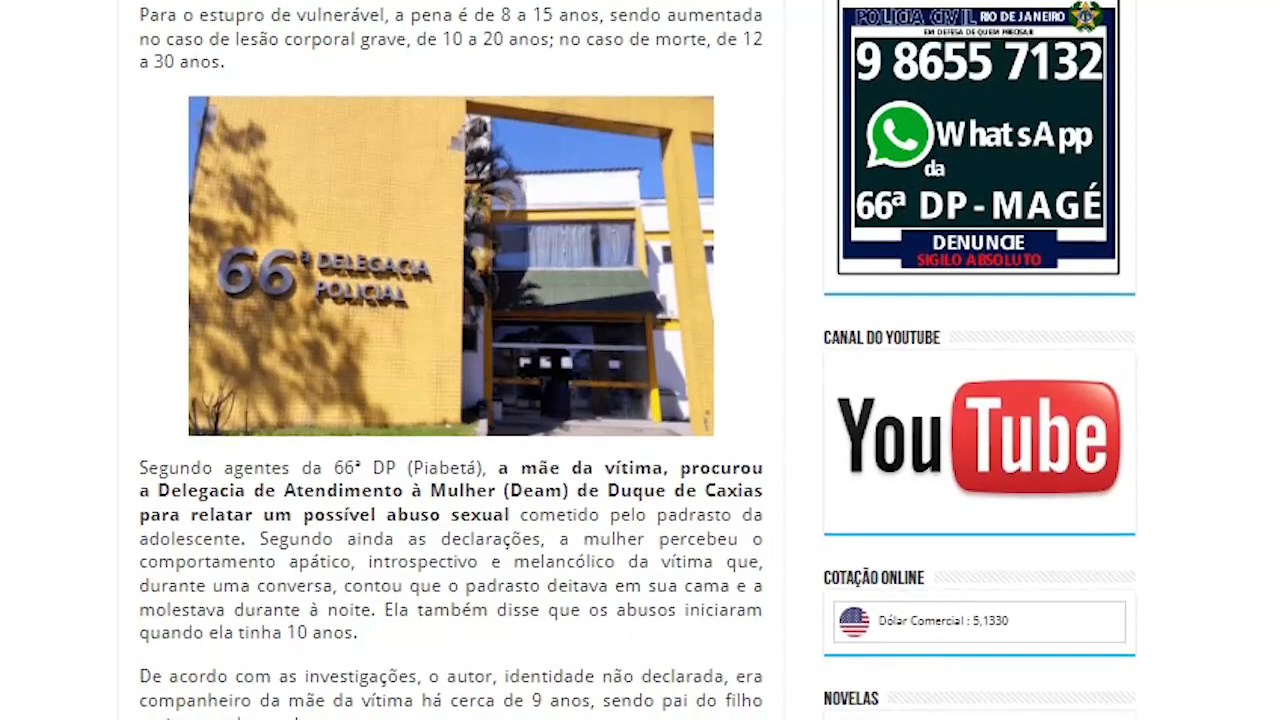 Para o estupro de vulnerável, a pena é de 8 a 15 anos, sendo aumentada
no caso de lesão corporal grave, de 10 a 20 anos; no caso de morte, de 12
a 30 anos.
66ª DELEGACIA
POLICIAL
Segundo agentes da 66ª DP (Piabetá), a mãe da vítima, procurou
a Delegacia de Atendimento à Mulher (Deam) de Duque de Caxias
para relatar um possível abuso sexual cometido pelo padrasto da
adolescente. Segundo ainda as declarações, a mulher percebeu o
comportamento apático, introspectivo e melancólico da vítima que,
durante uma conversa, contou que o padrasto deitava em sua cama e a
molestava durante à noite. Ela também disse que os abusos iniciaram
quando ela tinha 10 anos.
De acordo com as investigações, o autor, identidade não declarada, era
companheiro da mãe da vítima há cerca de 9 anos, sendo pai do filho
POLICIA CIVIL RIO DE JANEIRO
EM DEFESA DE QUEM PRECISAR
9 8655 7132
WhatsApp
da
66ª DP - MAGÉ
DENUNCIE
SIGILO ABSOLUTO
CANAL DO YOUTUBE
YouTube
COTAÇÃO ONLINE
Dólar Comercial : 5,1330
NOVELAS